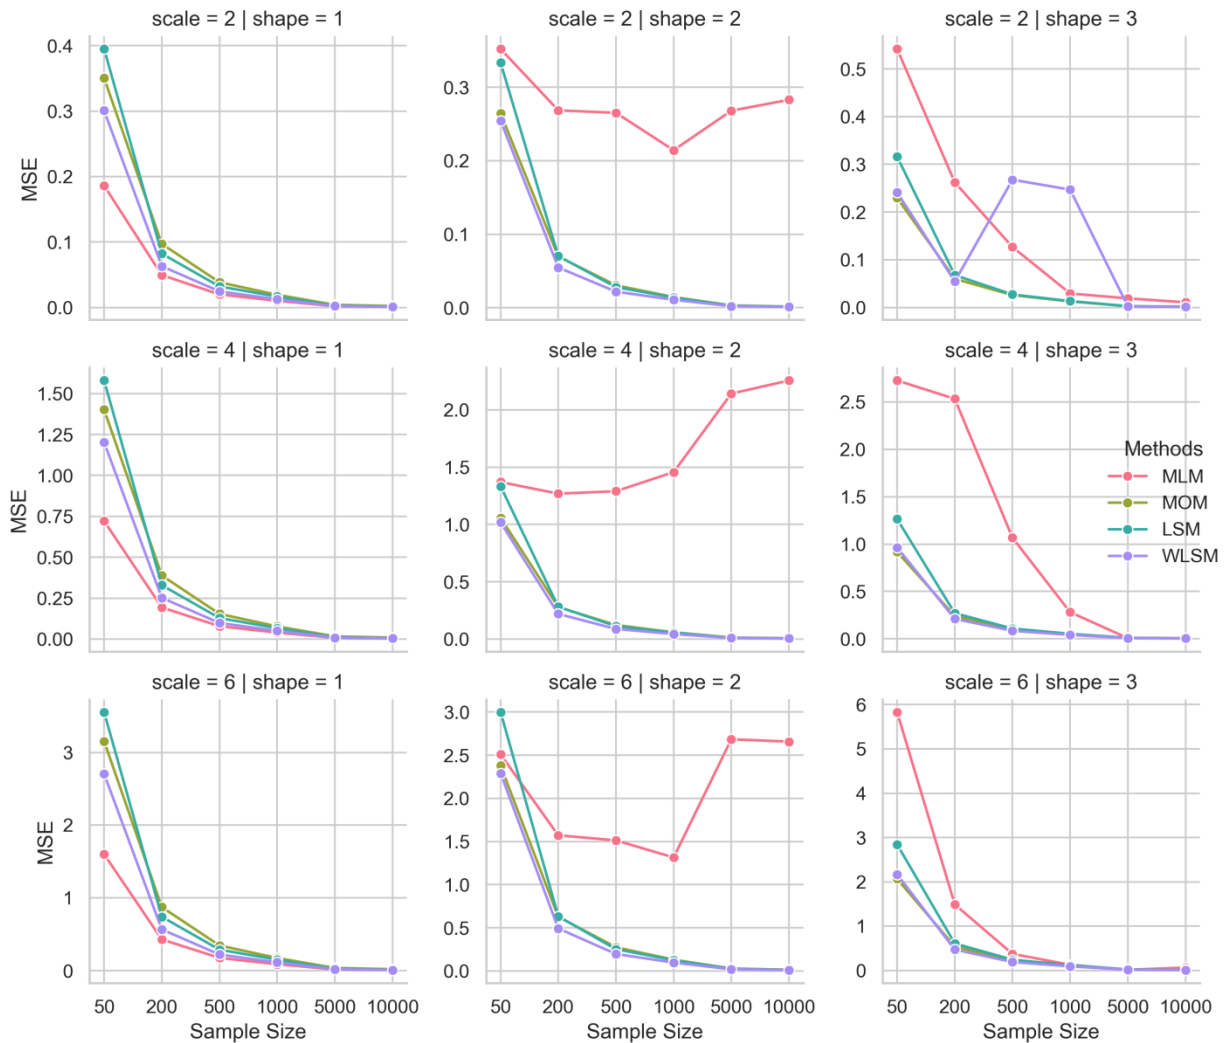 scale = 2 | shape = 1
scale = 2 | shape = 2
scale = 2 | shape = 3
MSE
0.4
0.3
0.2
0.1
0.0
0.3
0.2
0.1
0.0
0.5
0.4
0.3
0.2
0.1
0.0
scale = 4 | shape = 1
scale = 4 | shape = 2
scale = 4 | shape = 3
MSE
1.50
1.25
1.00
0.75
0.50
0.25
0.00
2.0
1.5
1.0
0.5
0.0
2.5
2.0
1.5
1.0
0.5
0.0
Methods
MLM
MOM
LSM
WLSM
scale = 6 | shape = 1
scale = 6 | shape = 2
scale = 6 | shape = 3
MSE
3
2
1
0
3.0
2.5
2.0
1.5
1.0
0.5
0.0
6
5
4
3
2
1
0
50 200 500 1000 5000 10000
50 200 500 1000 5000 10000
50 200 500 1000 5000 10000
Sample Size
Sample Size
Sample Size